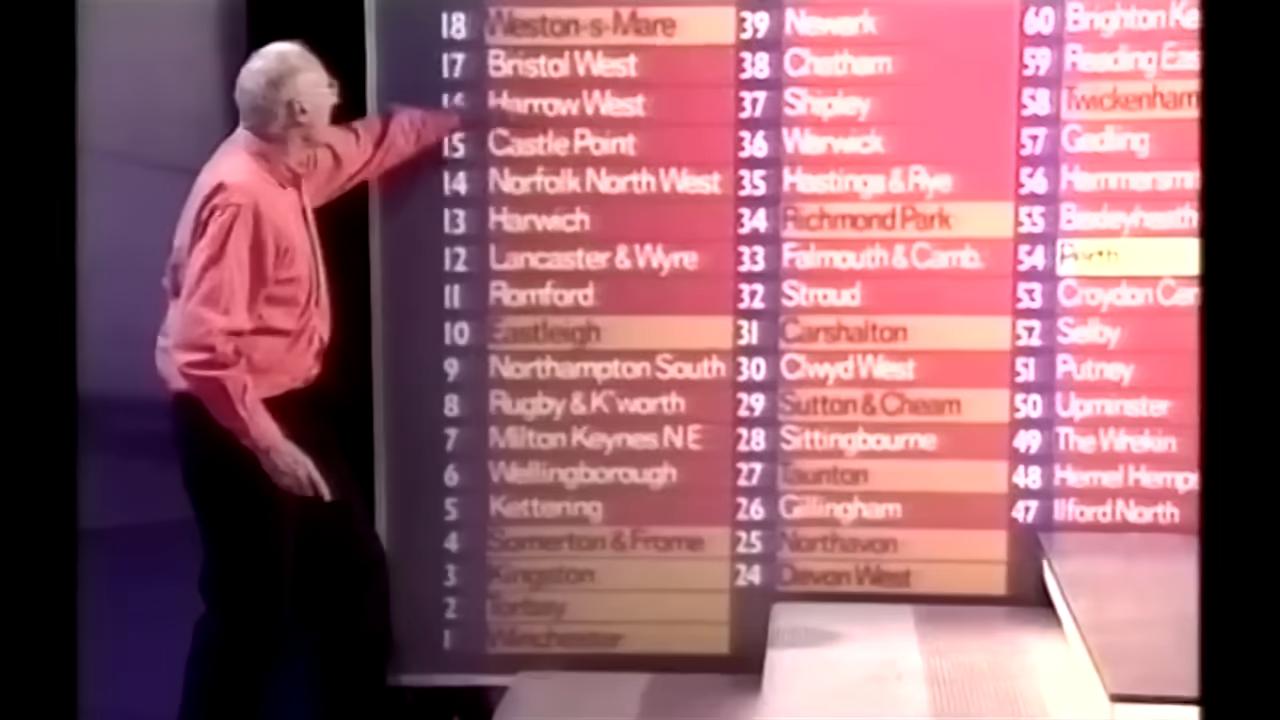 18 Weston-s-Mare
17 Bristol West
16 Harrow West
15 Castle Point
14 Norfolk North West
13 Harwich
12 Lancaster & Wyre
11 Romford
10 Eastleigh
9 Northampton South
8 Rugby & K'worth
7 Milton Keynes N E
6 Wellingborough
5 Kettering
4 Somerton & Frome
3 Kingston
2 Torbay
1 Winchester
39 Newark
38 Chatham
37 Shipley
36 Warwick
35 Hastings & Rye
34 Richmond Park
33 Falmouth & Camb.
32 Stroud
31 Carshalton
30 Clwyd West
29 Sutton & Cheam
28 Sittingbourne
27 Taunton
26 Gillingham
25 Northavon
24 Devon West
60 Brighton Ke
59 Reading Eas
58 Twickenham
57 Gedling
56 Hammersmi
55 Bexleyheath
54 Perth
53 Croydon Cen
52 Selby
51 Putney
50 Upminster
49 The Wrekin
48 Hemel Hemps
47 Ilford North